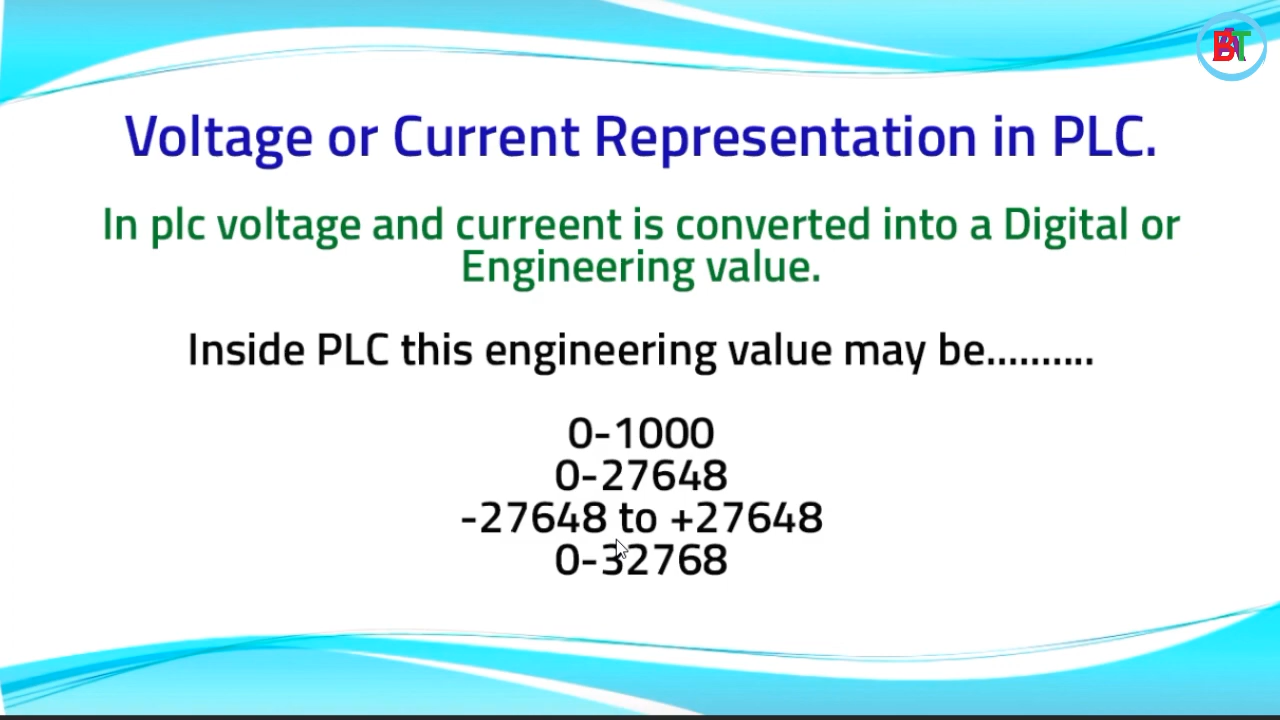 BAT
Voltage or Current Representation in PLC.
In plc voltage and curreent is converted into a Digital or
Engineering value.
Inside PLC this engineering value may be..........
0-1000
0-27648
-27648 to +27648
0-32768